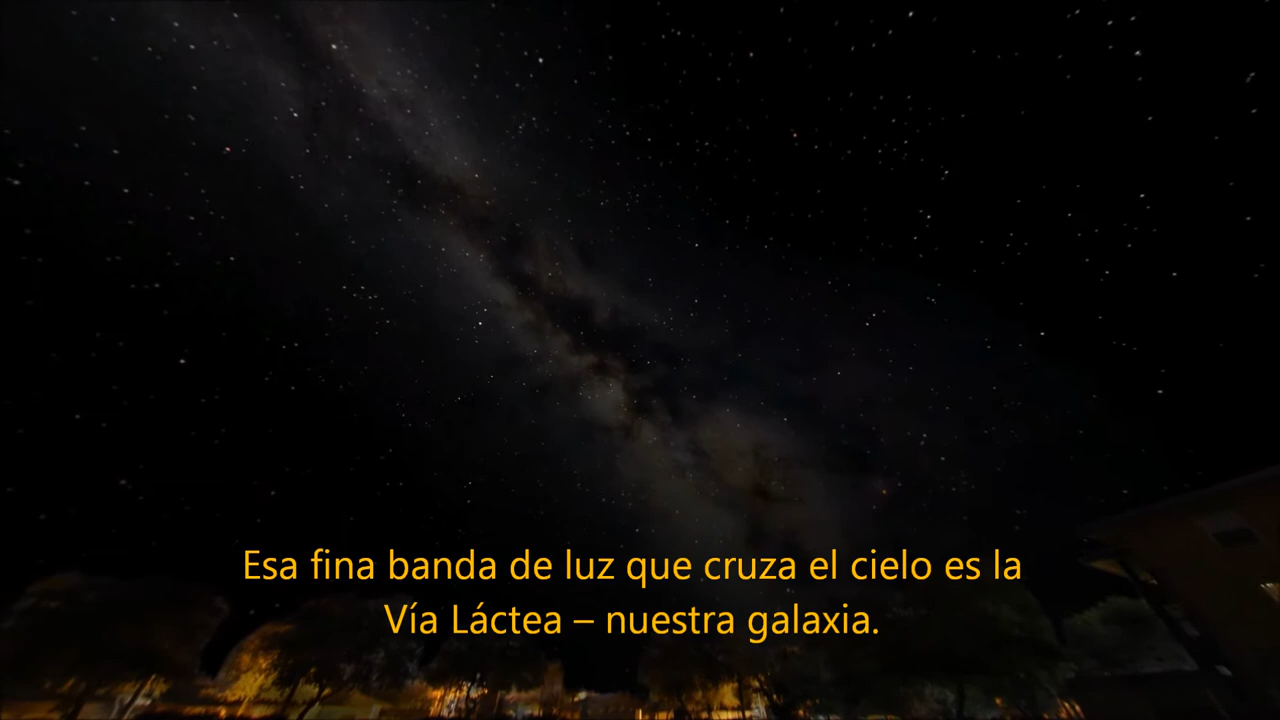 Esa fina banda de luz que cruza el cielo es la
Vía Láctea – nuestra galaxia.